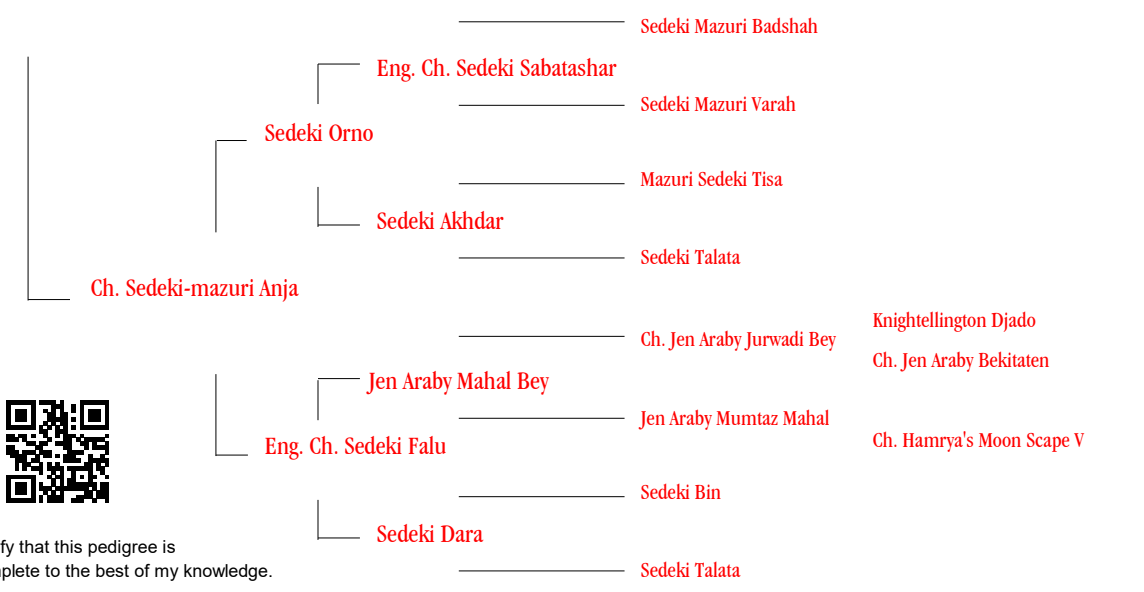 Sedeki Mazuri Badshah
Eng. Ch. Sedeki Sabatashar
Sedeki Mazuri Varah
Sedeki Orno
Mazuri Sedeki Tisa
Sedeki Akhdar
Sedeki Talata
Ch. Sedeki-mazuri Anja
Knightellington Djado
Ch. Jen Araby Jurwadi Bey
Ch. Jen Araby Bekitaten
Jen Araby Mahal Bey
Jen Araby Mumtaz Mahal
Ch. Hamrya's Moon Scape V
Eng. Ch. Sedeki Falu
Sedeki Bin
Sedeki Dara
fy that this pedigree is
plete to the best of my knowledge.
Sedeki Talata